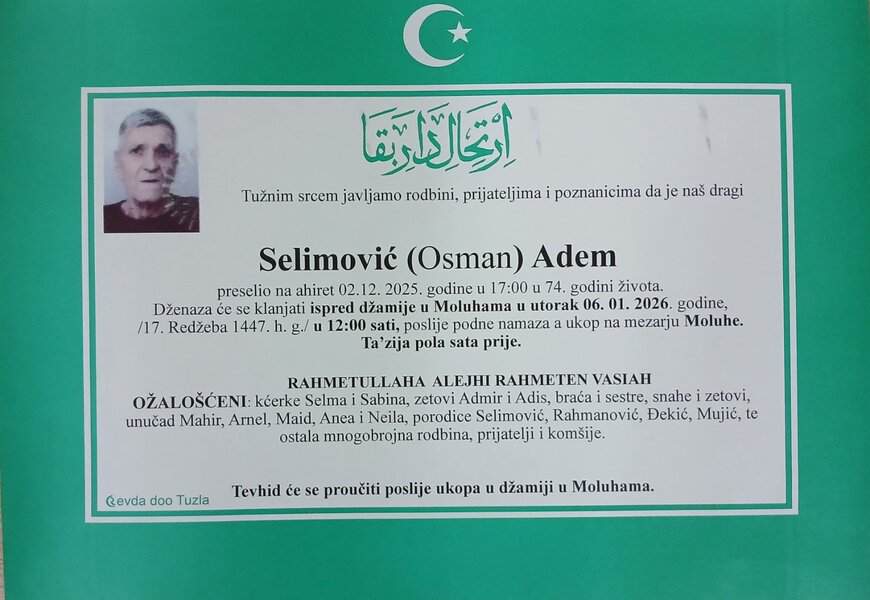 اِرْتِحَالِ دَارِ بَقَا
Tužnim srcem javljamo rodbini, prijateljima i poznanicima da je naš dragi
Selimović (Osman) Adem
preselio na ahiret 02.12. 2025. godine u 17:00 u 74. godini života.
Dženaza će se klanjati ispred džamije u Moluhama u utorak 06. 01. 2026. godine,
/17. Redžeba 1447. h. g./ u 12:00 sati, poslije podne namaza a ukop na mezarju Moluhe.
Ta’zija pola sata prije.
RAHMETULLAHA ALEJHI RAHMETEN VASIAH
OŽALOŠĆENI: kćerke Selma i Sabina, zetovi Admir i Adis, braća i sestre, snahe i zetovi,
unučad Mahir, Arnel, Maid, Anea i Neila, porodice Selimović, Rahmanović, Đekić, Mujić, te
ostala mnogobrojna rodbina, prijatelji i komšije.
Tevhid će se proučiti poslije ukopa u džamiji u Moluhama.
Revda doo Tuzla